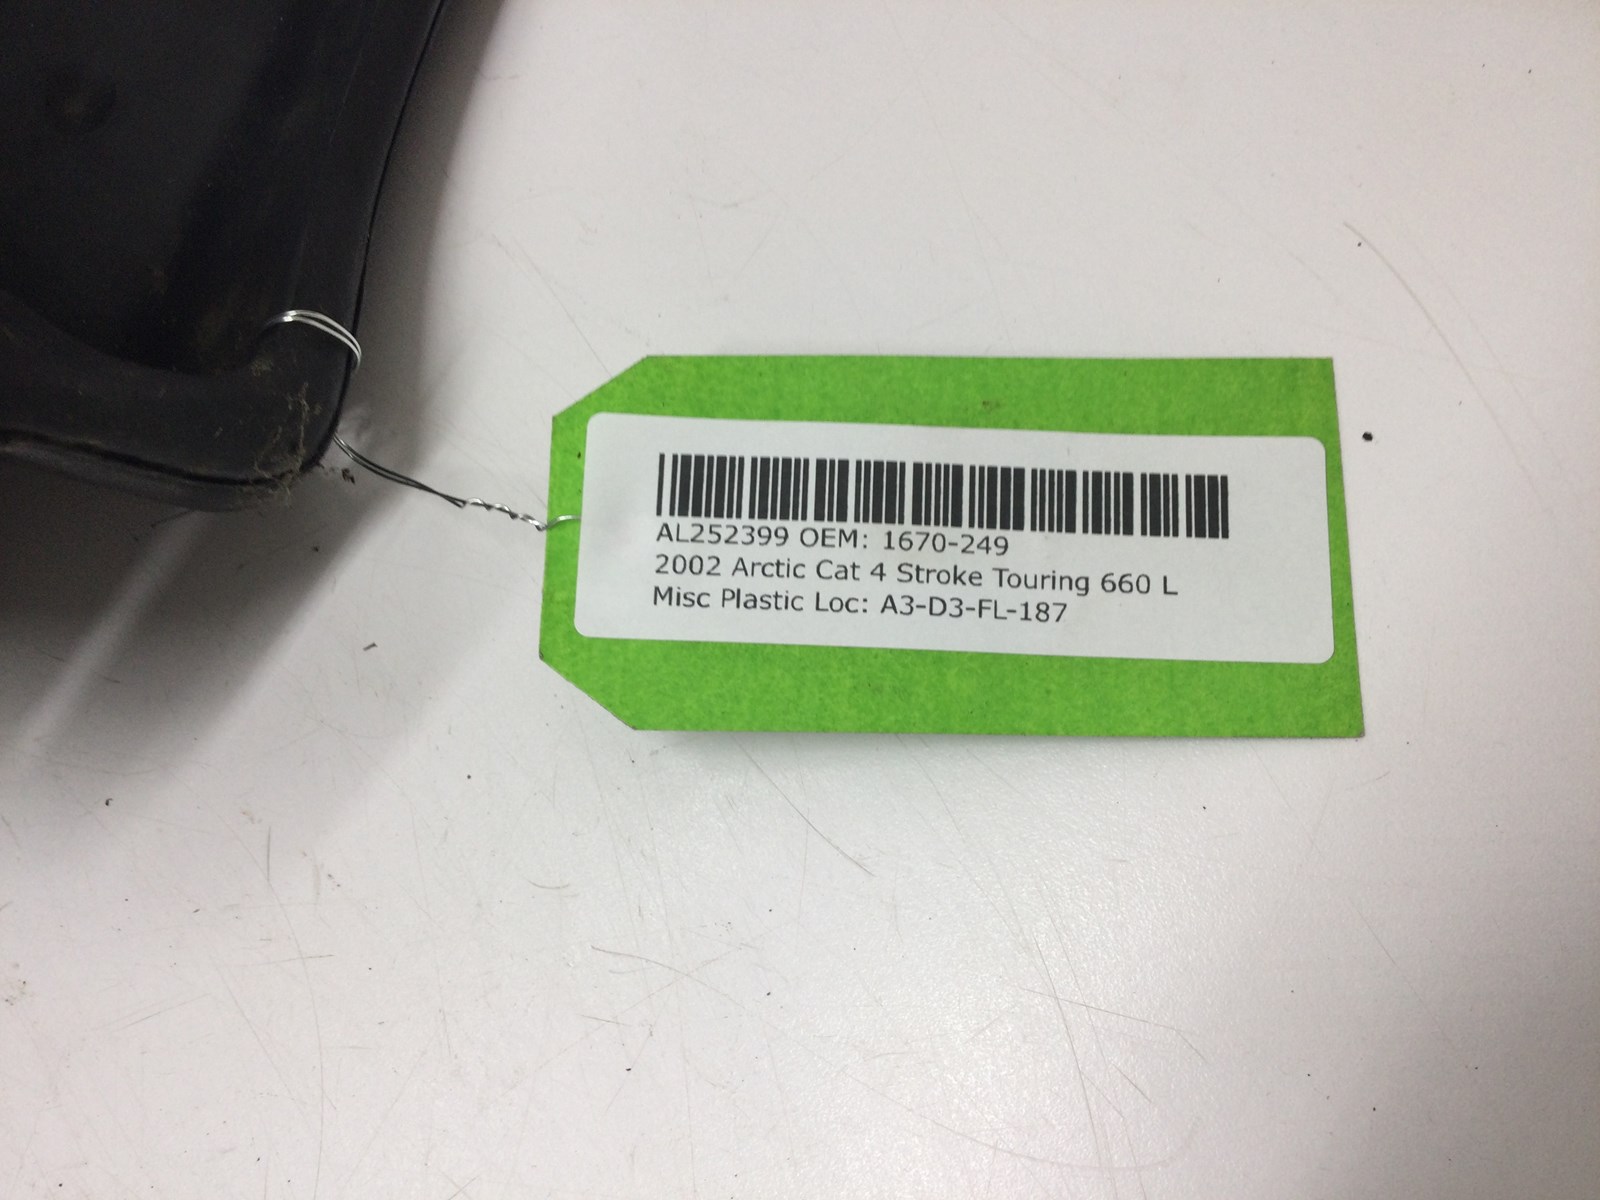 AL252399 OEM: 1670-249
2002 Arctic Cat 4 Stroke Touring 660 L
Misc Plastic Loc: A3-D3-FL-187